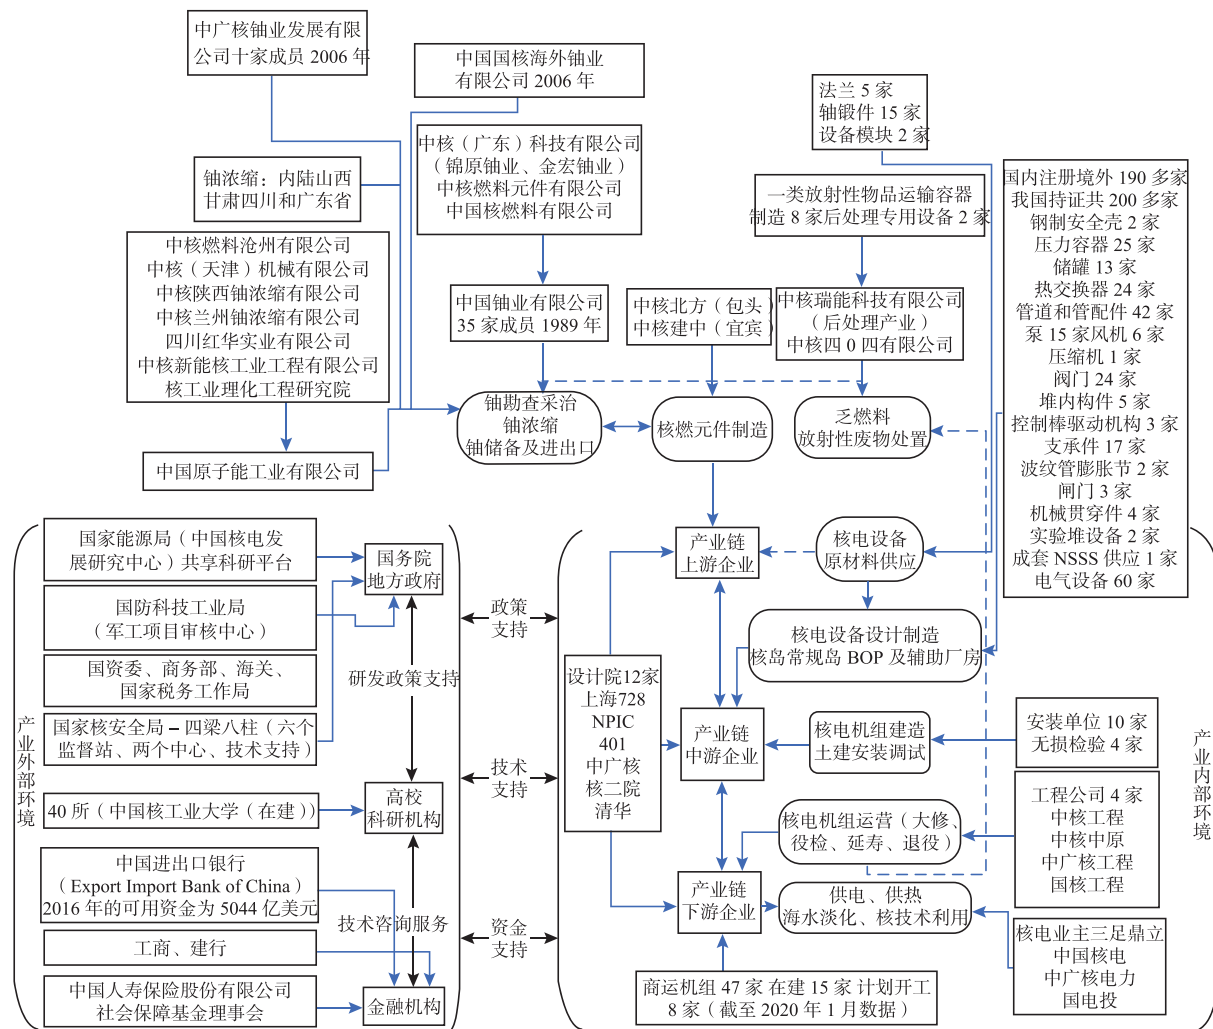 中广核铀业发展有限
公司十家成员 2006 年
中国国核海外铀业
有限公司 2006 年
法兰 5 家
轴锻件 15 家
设备模块 2 家
中核（广东）科技有限公司
（锦原铀业、金宏铀业）
中核燃料元件有限公司
中国核燃料有限公司
铀浓缩：内陆山西
甘肃四川和广东省
一类放射性物品运输容器
制造 8 家后处理专用设备 2 家
国内注册境外 190 多家
我国持证共 200 多家
钢制安全壳 2 家
压力容器 25 家
储罐 13 家
热交换器 24 家
管道和管配件 42 家
泵 15 家风机 6 家
压缩机 1 家
阀门 24 家
堆内构件 5 家
控制棒驱动机构 3 家
支承件 17 家
波纹管膨胀节 2 家
闸门 3 家
机械贯穿件 4 家
实验堆设备 2 家
成套 NSSS 供应 1 家
电气设备 60 家
中核燃料沧州有限公司
中核（天津）机械有限公司
中核陕西铀浓缩有限公司
中核兰州铀浓缩有限公司
四川红华实业有限公司
中核新能核工业工程有限公司
核工业理化工程研究院
中国铀业有限公司
35 家成员 1989 年
中核北方（包头）
中核建中（宜宾）
中核瑞能科技有限公司
（后处理产业）
中核四 0 四有限公司
铀勘查采冶
铀浓缩
铀储备及进出口
核燃元件制造
乏燃料
放射性废物处置
中国原子能工业有限公司
产业外部环境
国家能源局（中国核电发
展研究中心）共享科研平台
国防科技工业局
（军工项目审核中心）
国资委、商务部、海关、
国家税务工作局
国家核安全局－四梁八柱（六个
监督站、两个中心、技术支持）
40 所（中国核工业大学（在建））
中国进出口银行
（Export Import Bank of China）
2016 年的可用资金为 5044 亿美元
工商、建行
中国人寿保险股份有限公司
社会保障基金理事会
国务院
地方政府
研发政策支持
高校
科研机构
技术咨询服务
金融机构
政策
支持
技术
支持
资金
支持
设计院12家
上海728
NPIC
401
中广核
核二院
清华
产业链
上游企业
核电设备
原材料供应
核电设备设计制造
核岛常规岛 BOP 及辅助厂房
产业链
中游企业
核电机组建造
土建安装调试
安装单位 10 家
无损检验 4 家
核电机组运营（大修、
役检、延寿、退役）
工程公司 4 家
中核工程
中核中原
中广核工程
国核工程
产业链
下游企业
供电、供热
海水淡化、核技术利用
核电业主三足鼎立
中国核电
中广核电力
国电投
商运机组 47 家 在建 15 家 计划开工
8 家（截至 2020 年 1 月数据）
产业内部环境